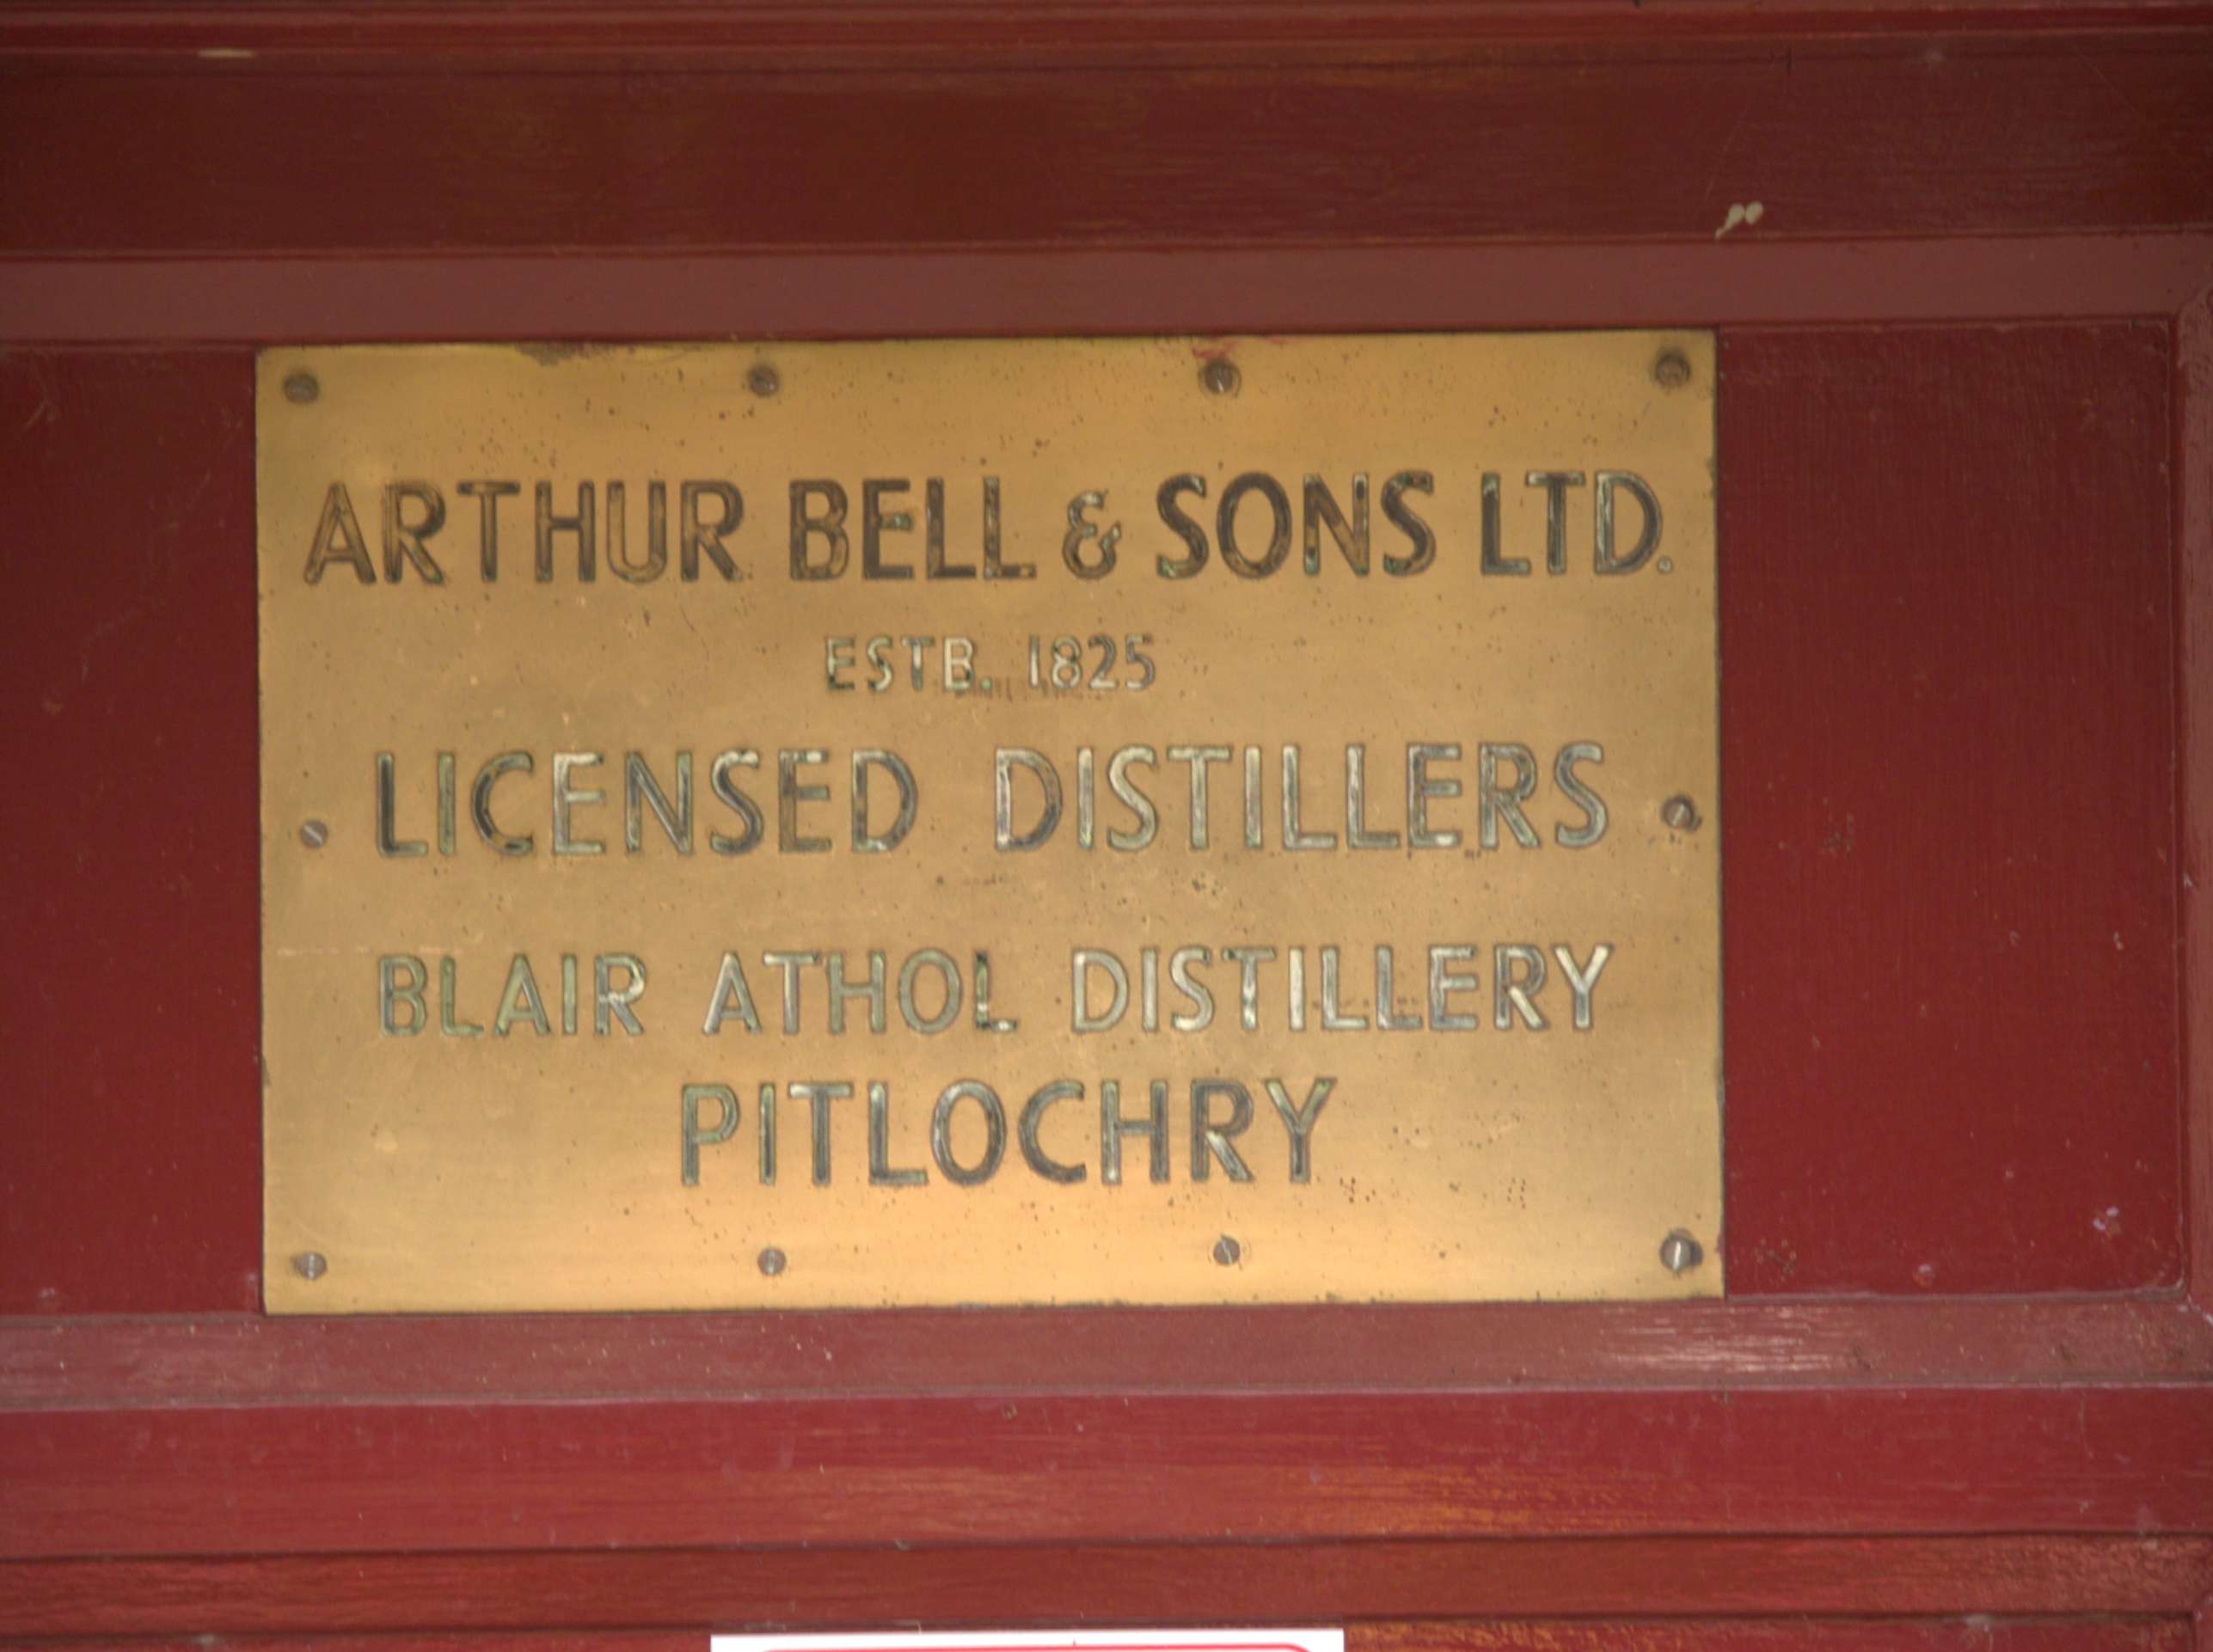 ARTHUR BELL & SONS LTD.
ESTB. 1825
LICENSED DISTILLERS
BLAIR ATHOL DISTILLERY
PITLOCHRY